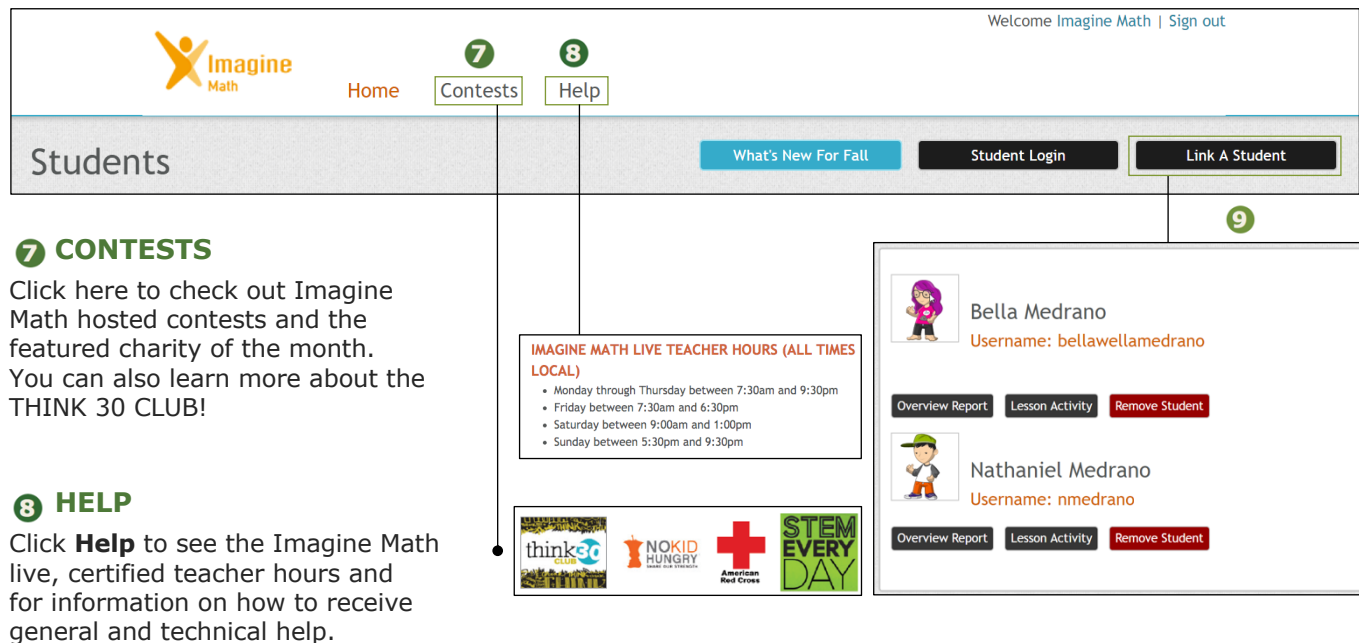 Welcome Imagine Math | Sign out
Imagine
Math
7
8
Home
Contests
Help
Students
What's New For Fall
Student Login
Link A Student
9
7 CONTESTS
Click here to check out Imagine
Math hosted contests and the
featured charity of the month.
You can also learn more about the
THINK 30 CLUB!
8 HELP
Click Help to see the Imagine Math
live, certified teacher hours and
for information on how to receive
general and technical help.
IMAGINE MATH LIVE TEACHER HOURS (ALL TIMES
LOCAL)
• Monday through Thursday between 7:30am and 9:30pm
• Friday between 7:30am and 6:30pm
• Saturday between 9:00am and 1:00pm
• Sunday between 5:30pm and 9:30pm
think30
CLUB
NOKID
HUNGRY
SHARE OUR STRENGTH
American
Red Cross
STEM
EVERY
DAY
Bella Medrano
Username: bellawellamedrano
Overview Report
Lesson Activity
Remove Student
Nathaniel Medrano
Username: nmedrano
Overview Report
Lesson Activity
Remove Student